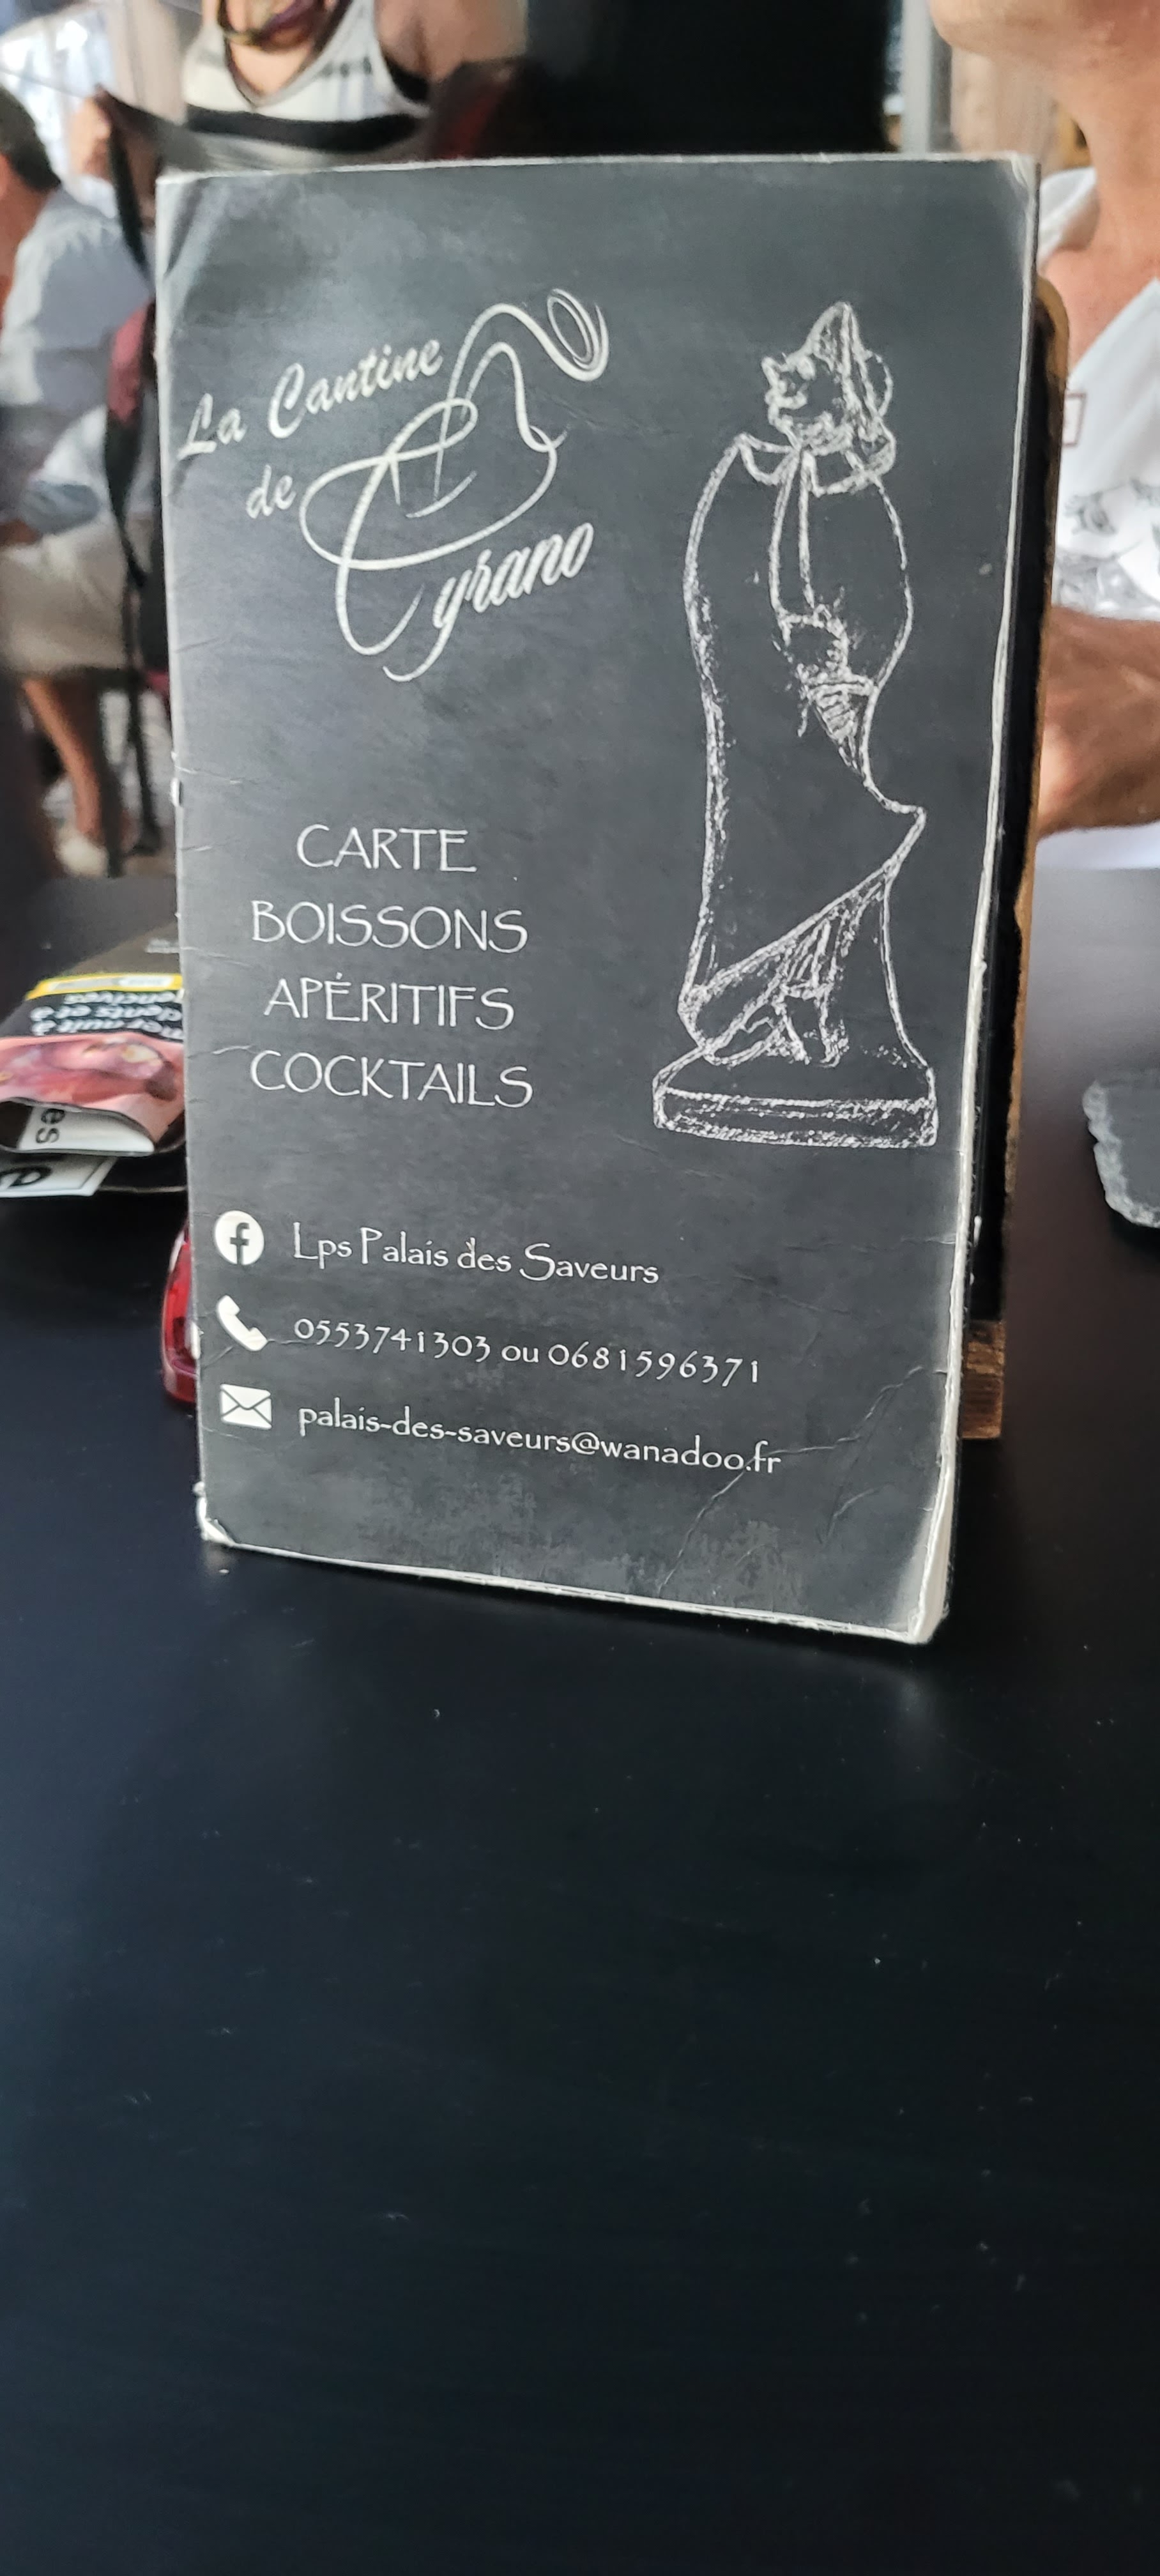 La Cantine
de Cyrano
CARTE
BOISSONS
APÉRITIFS
COCKTAILS
Lps Palais des Saveurs
0553741303 ou 0681596371
palais-des-saveurs@wanadoo.fr